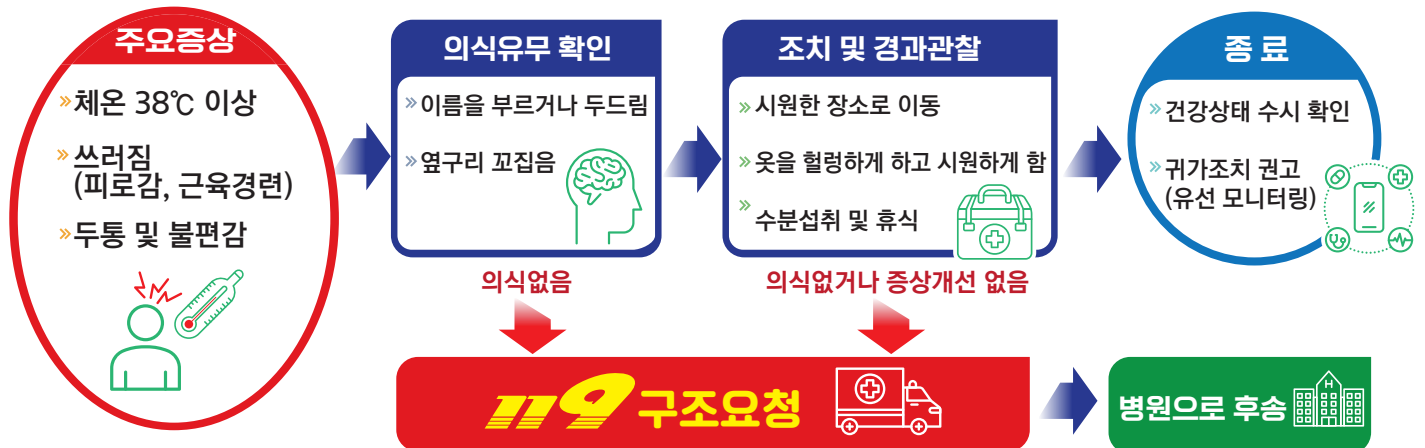 주요증상
» 체온 38℃ 이상
» 쓰러짐
(피로감, 근육경련)
» 두통 및 불편감
의식유무 확인
» 이름을 부르거나 두드림
» 옆구리 꼬집음
의식없음
조치 및 경과관찰
» 시원한 장소로 이동
» 옷을 헐렁하게 하고 시원하게 함
» 수분섭취 및 휴식
의식없거나 증상개선 없음
종료
» 건강상태 수시 확인
» 귀가조치 권고
(유선 모니터링)
119 구조요청
병원으로 후송
H